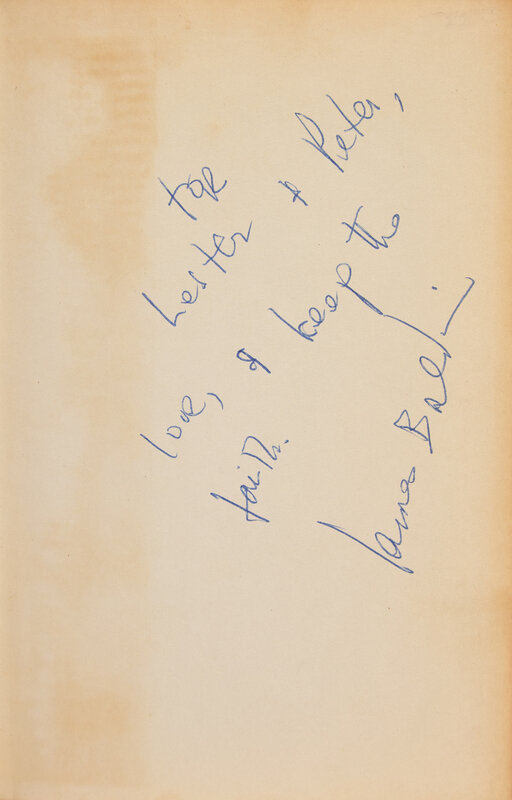 For
Lester & Peter,
love, & keep the
faith.
James Baldwin